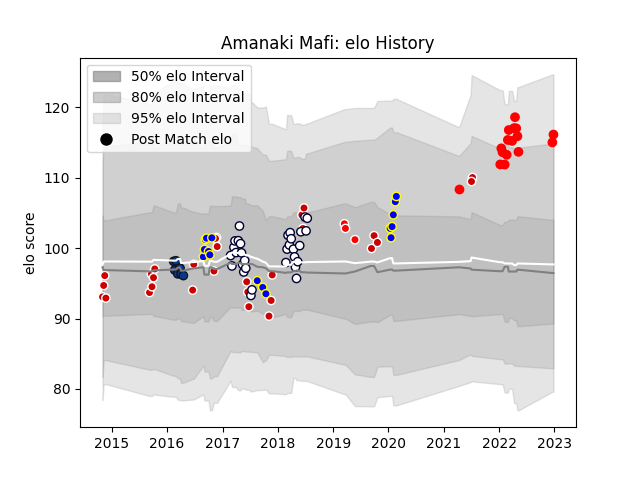 Amanaki Mafi: elo History
50% elo Interval
80% elo Interval
95% elo Interval
Post Match elo
elo score
120
110
100
90
80
2015 2016 2017 2018 2019 2020 2021 2022 2023